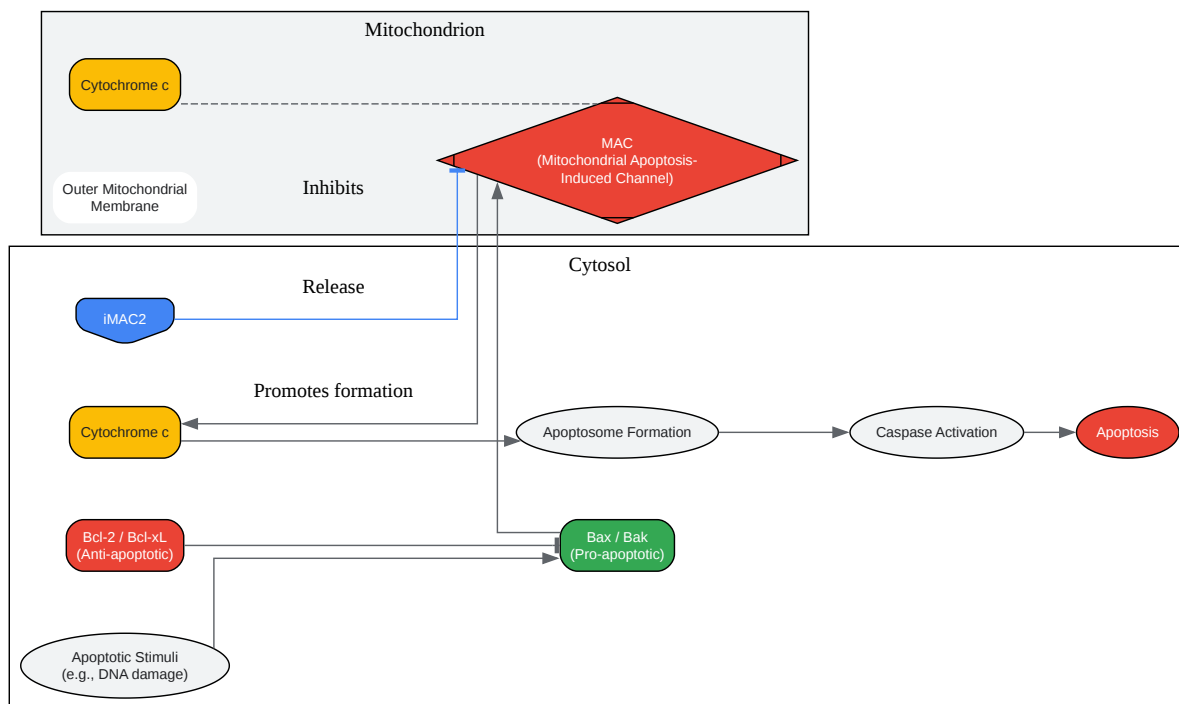 Mitochondrion
Cytochrome c
MAC
(Mitochondrial Apoptosis-
Induced Channel)
Outer Mitochondrial
Membrane
Inhibits
Cytosol
Release
iMAC2
Promotes formation
Cytochrome c
Apoptosome Formation
Caspase Activation
Apoptosis
Bcl-2 / Bcl-xL
(Anti-apoptotic)
Bax / Bak
(Pro-apoptotic)
Apoptotic Stimuli
(e.g., DNA damage)